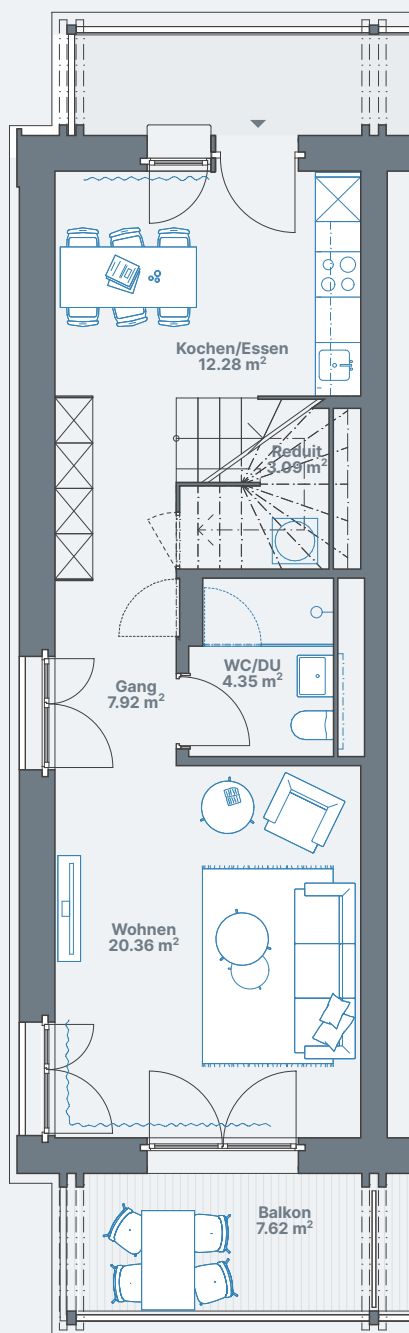 Kochen/Essen
12.28 m²
Reduit
3.09 m²
WC/DU
4.35 m²
Gang
7.92 m²
Wohnen
20.36 m²
Balkon
7.62 m²